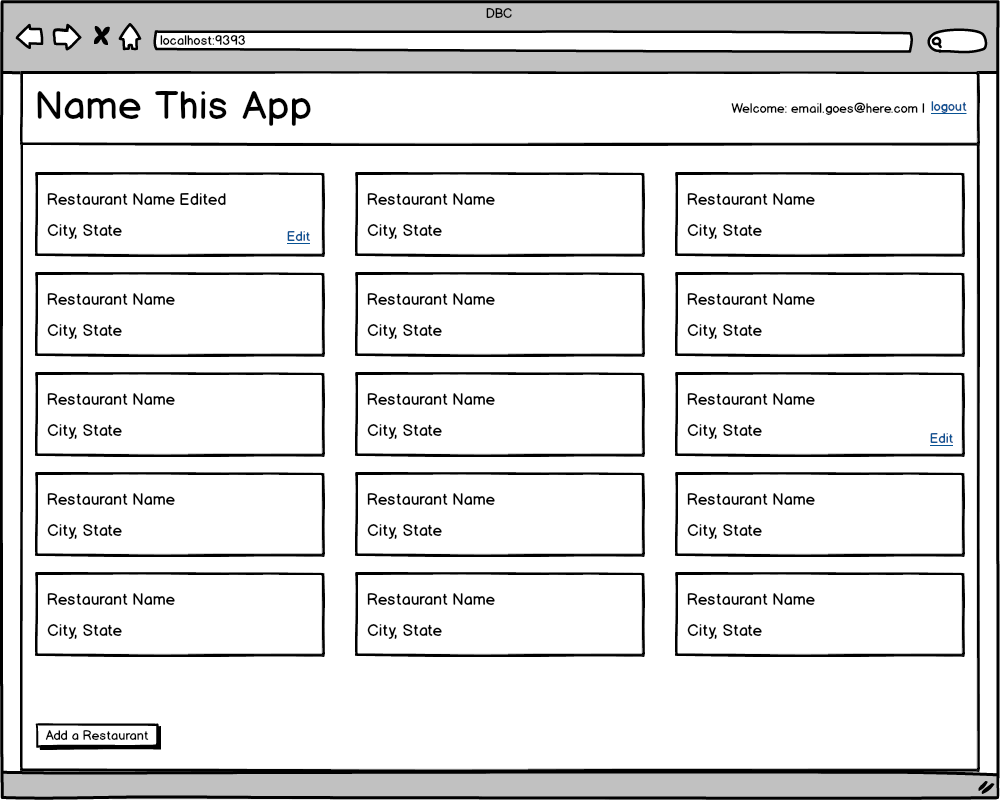 DBC
localhost:9393
Name This App
Welcome: email.goes@here.com | logout
Restaurant Name Edited
City, State
Edit
Restaurant Name
City, State
Restaurant Name
City, State
Restaurant Name
City, State
Restaurant Name
City, State
Restaurant Name
City, State
Restaurant Name
City, State
Restaurant Name
City, State
Restaurant Name
City, State
Edit
Restaurant Name
City, State
Restaurant Name
City, State
Restaurant Name
City, State
Restaurant Name
City, State
Restaurant Name
City, State
Restaurant Name
City, State
Add a Restaurant